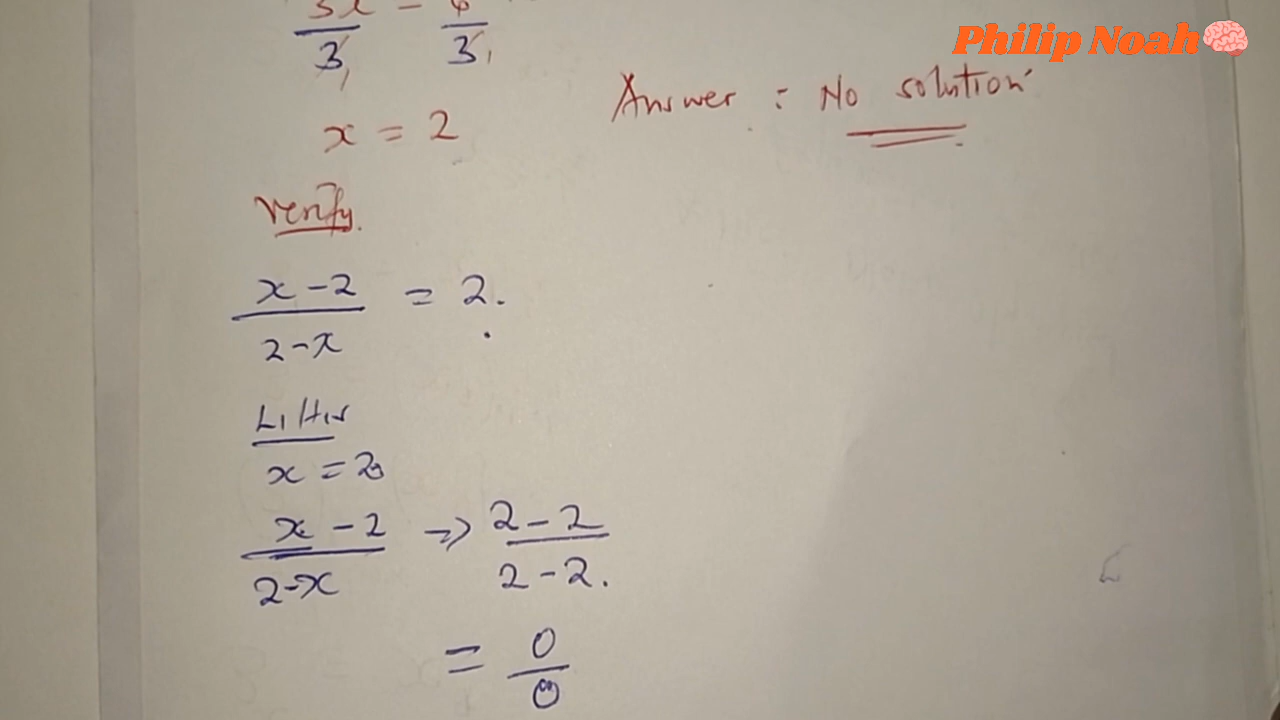 3x = 6
3 3
x = 2
Verify.
x - 2 = 2.
2 - x
x = 2
x - 2 => 2 - 2
2 - x 2 - 2.
= 0
0
Answer : No solution
Philip Noah